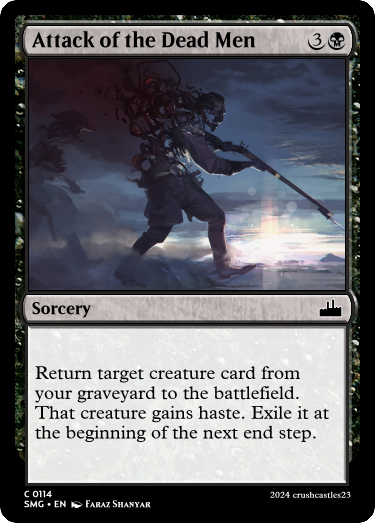 Attack of the Dead Men 3
Sorcery
Return target creature card from
your graveyard to the battlefield.
That creature gains haste. Exile it at
the beginning of the next end step.
C 0114
SMG • EN Faraz Shanyar
2024 crushcastles23